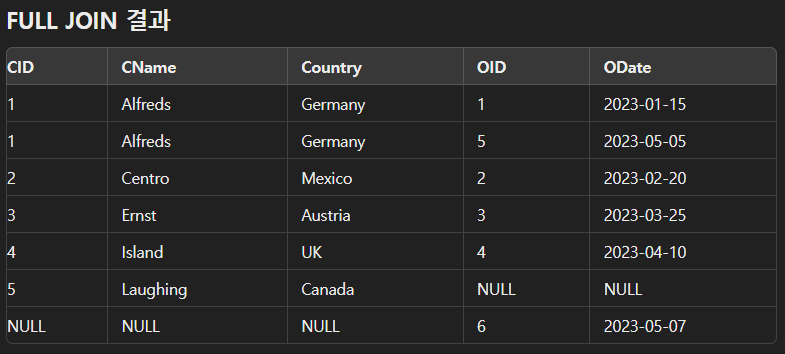 FULL JOIN 결과
CID CName Country OID ODate
1 Alfreds Germany 1 2023-01-15
1 Alfreds Germany 5 2023-05-05
2 Centro Mexico 2 2023-02-20
3 Ernst Austria 3 2023-03-25
4 Island UK 4 2023-04-10
5 Laughing Canada NULL NULL
NULL NULL NULL 6 2023-05-07